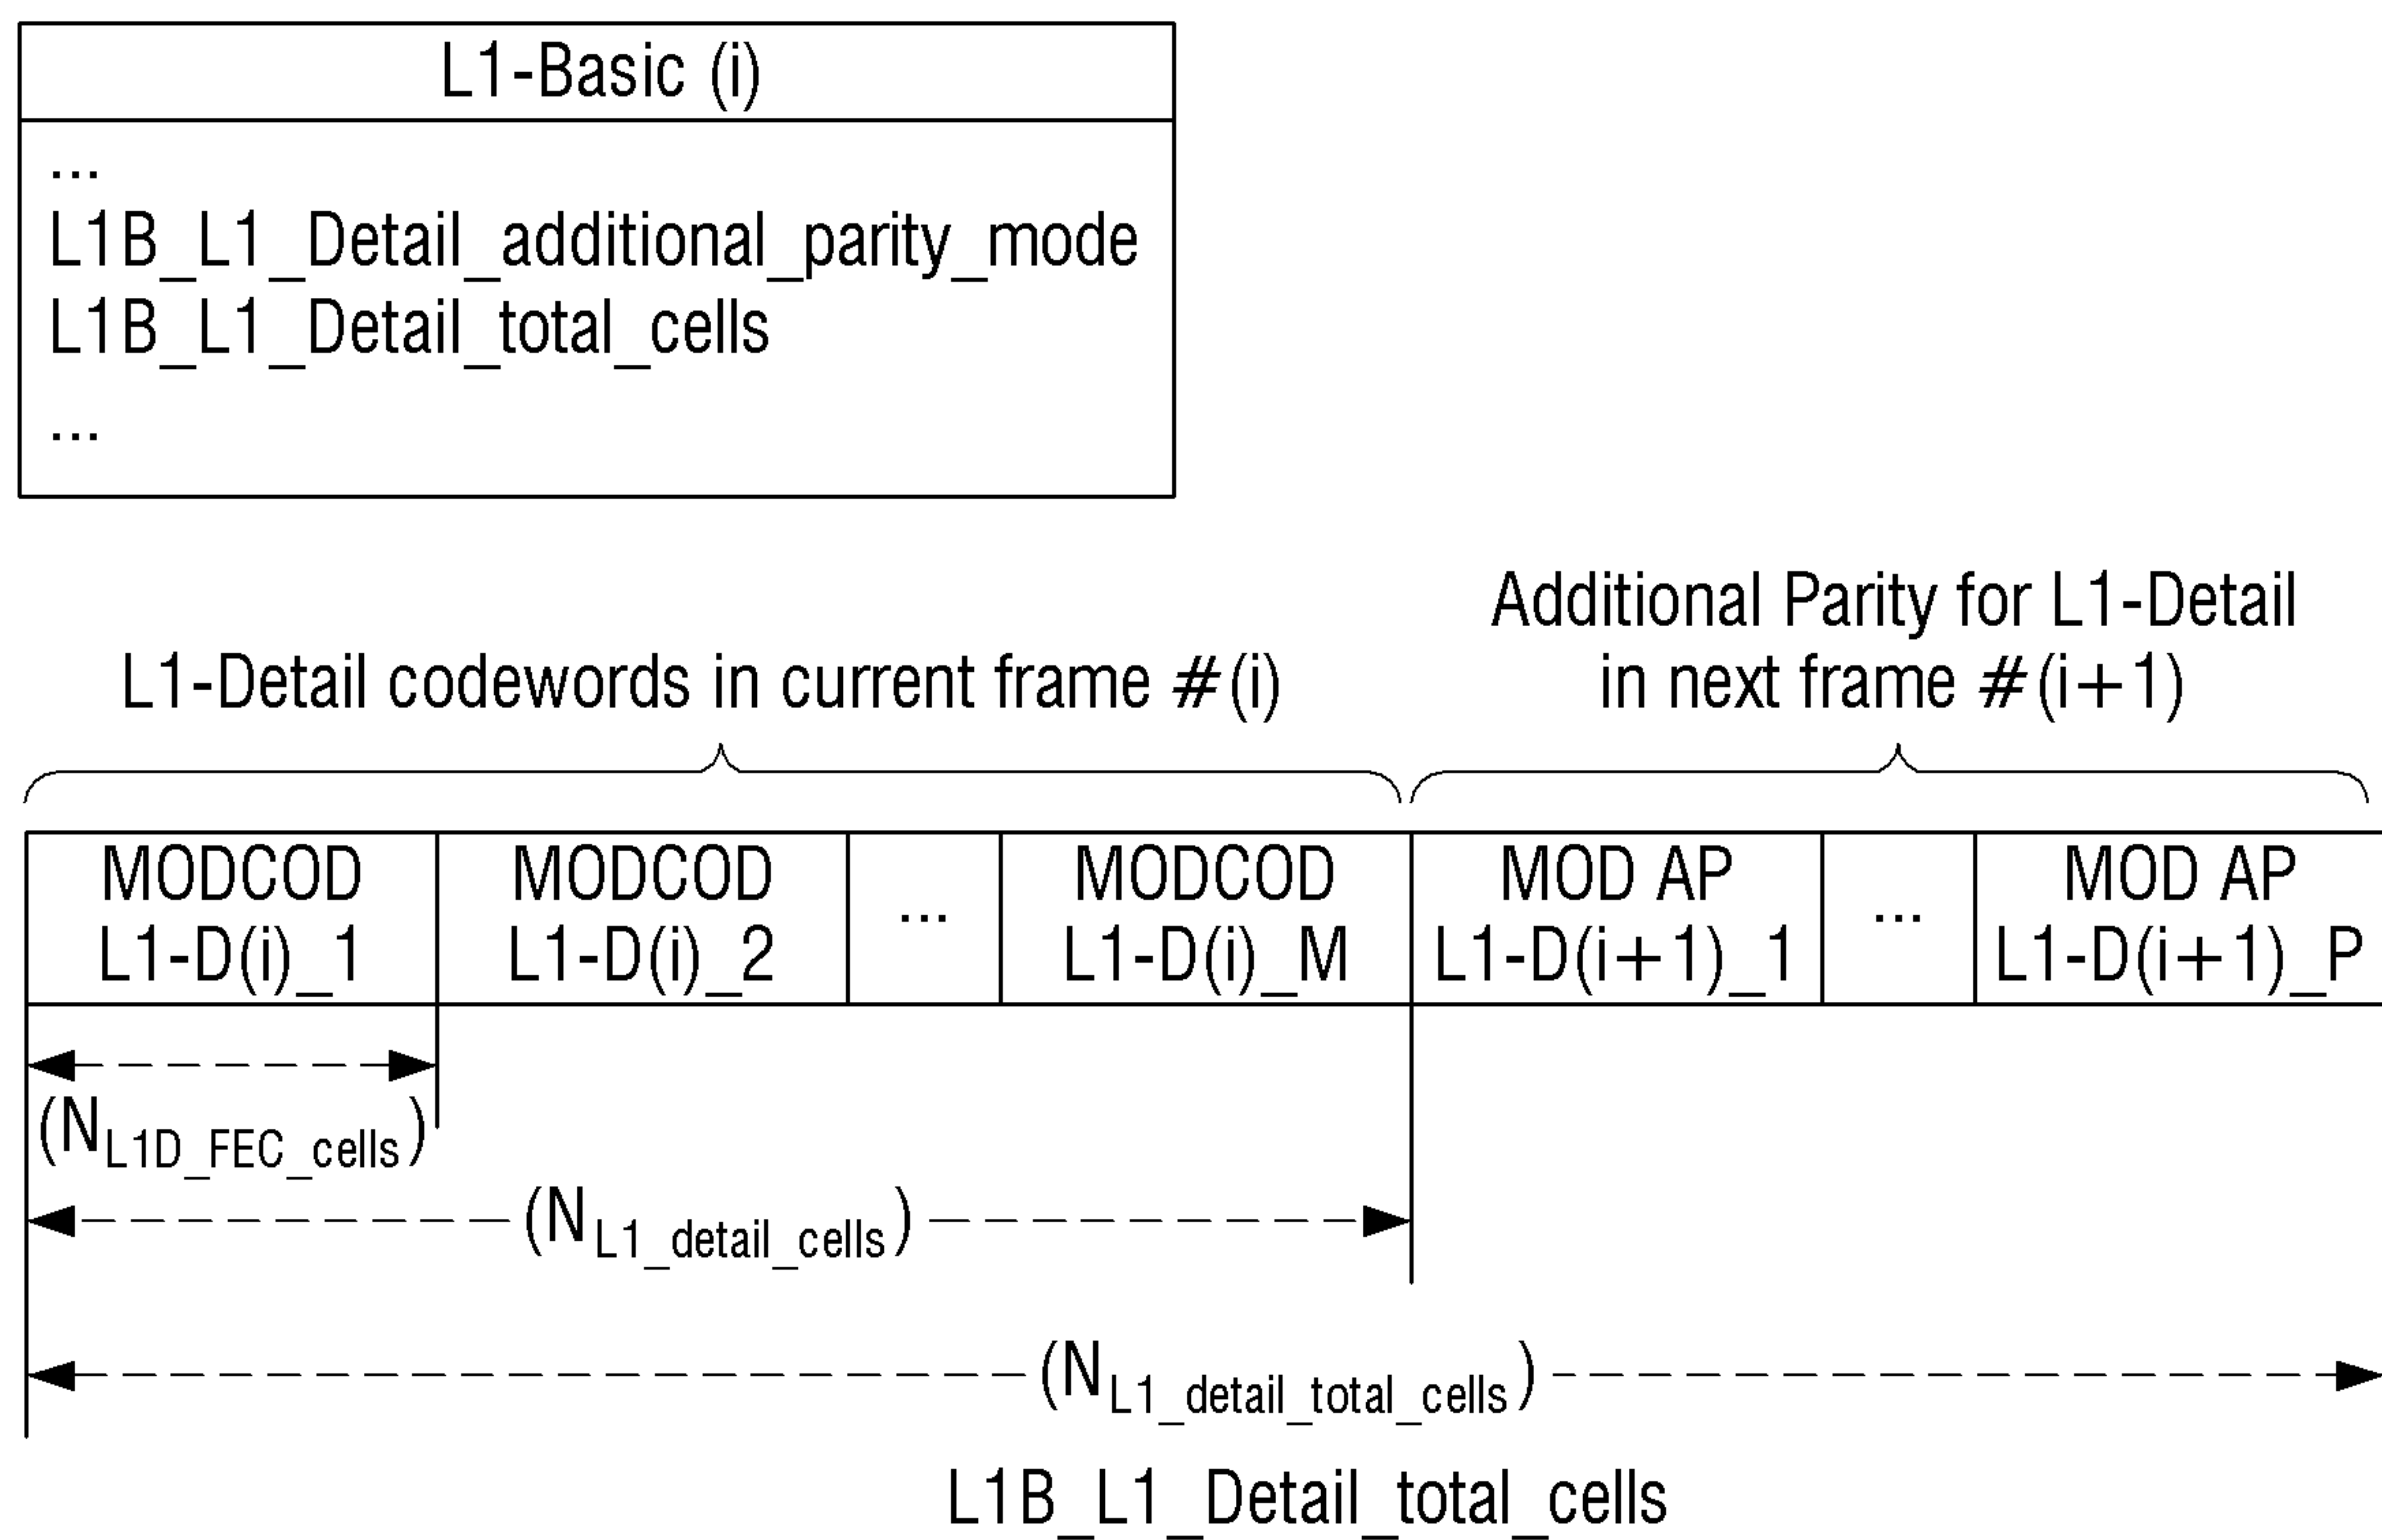 L1-Basic (i)
...
L1B_L1_Detail_additional_parity_mode
L1B_L1_Detail_total_cells
...
Additional Parity for L1-Detail
in next frame #(i+1)
L1-Detail codewords in current frame #(i)
MODCOD
L1-D(i)_1
MODCOD
L1-D(i)_2
...
MODCOD
L1-D(i)_M
MOD AP
L1-D(i+1)_1
...
MOD AP
L1-D(i+1)_P
(NL1D_FEC_cells)
(NL1_detail_cells)
(NL1_detail_total_cells)
L1B_L1_Detail_total_cells